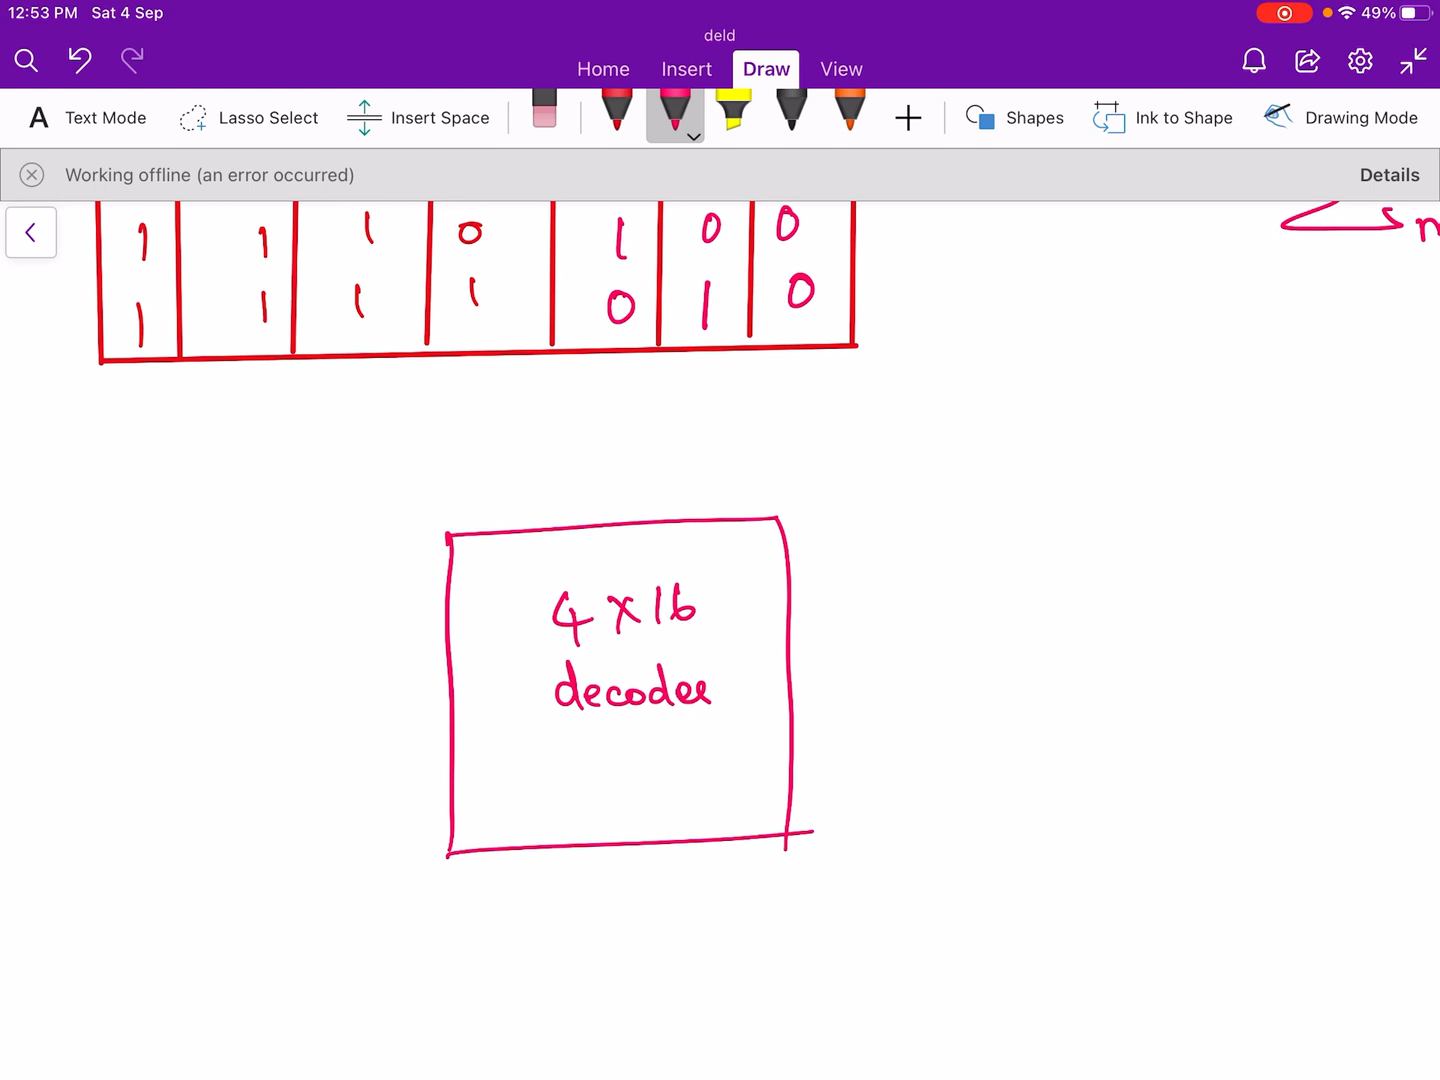 12:53 PM Sat 4 Sep
49%
deld
Home Insert Draw View
A Text Mode Lasso Select Insert Space Shapes Ink to Shape Drawing Mode
Working offline (an error occurred) Details
1 1 1 0 1 0 0
1 1 1 1 0 1 0
4 x 16
decoder